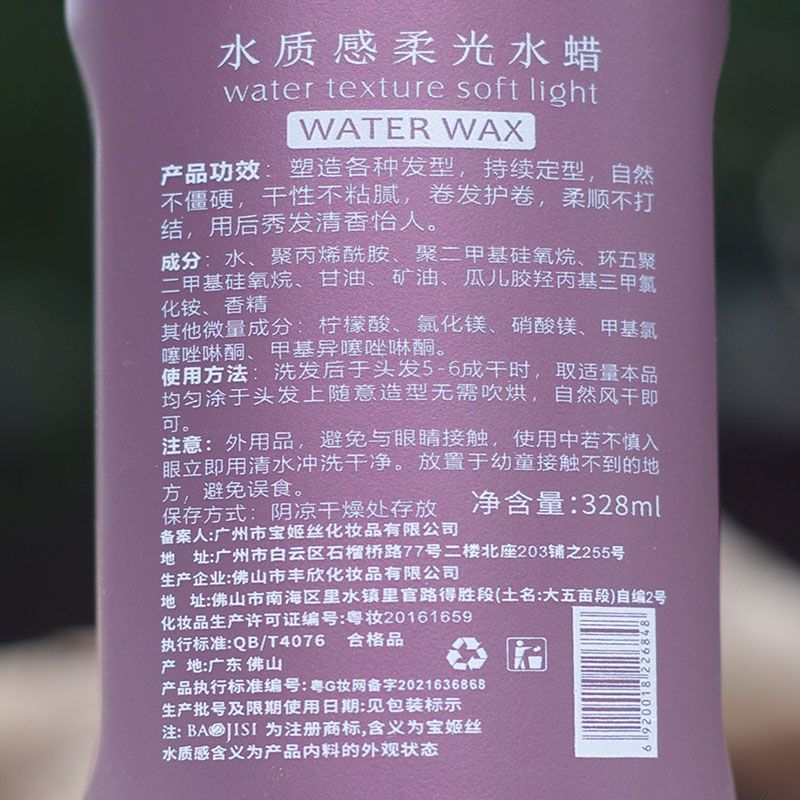 水质感柔光水蜡
water texture soft light
WATER WAX
产品功效：塑造各种发型，持续定型，自然
不僵硬，干性不粘腻，卷发护卷，柔顺不打
结，用后秀发清香怡人。
成分：水、聚丙烯酰胺、聚二甲基硅氧烷、环五聚
二甲基硅氧烷、甘油、矿油、瓜儿胶羟丙基三甲氯
化铵、香精
其他微量成分：柠檬酸、氯化镁、硝酸镁、甲基氯
噻唑啉酮、甲基异噻唑啉酮。
使用方法：洗发后于头发5-6成干时，取适量本品
均匀涂于头发上随意造型无需吹烘，自然风干即
可。
注意：外用品，避免与眼睛接触，使用中若不慎入
眼立即用清水冲洗干净。放置于幼童接触不到的地
方，避免误食。
保存方式：阴凉干燥处存放
净含量：328ml
备案人:广州市宝姬丝化妆品有限公司
地 址:广州市白云区石榴桥路77号二楼北座203铺之255号
生产企业:佛山市丰欣化妆品有限公司
地 址:佛山市南海区里水镇里官路得胜段(土名:大五亩段)自编2号
化妆品生产许可证编号:粤妆20161659
执行标准:QB/T4076 合格品
产 地:广东 佛山
产品执行标准编号:粤G妆网备字2021636868
生产批号及限期使用日期:见包装标示
注: BAOJISI 为注册商标,含义为宝姬丝
水质感含义为产品内料的外观状态
6920018226848